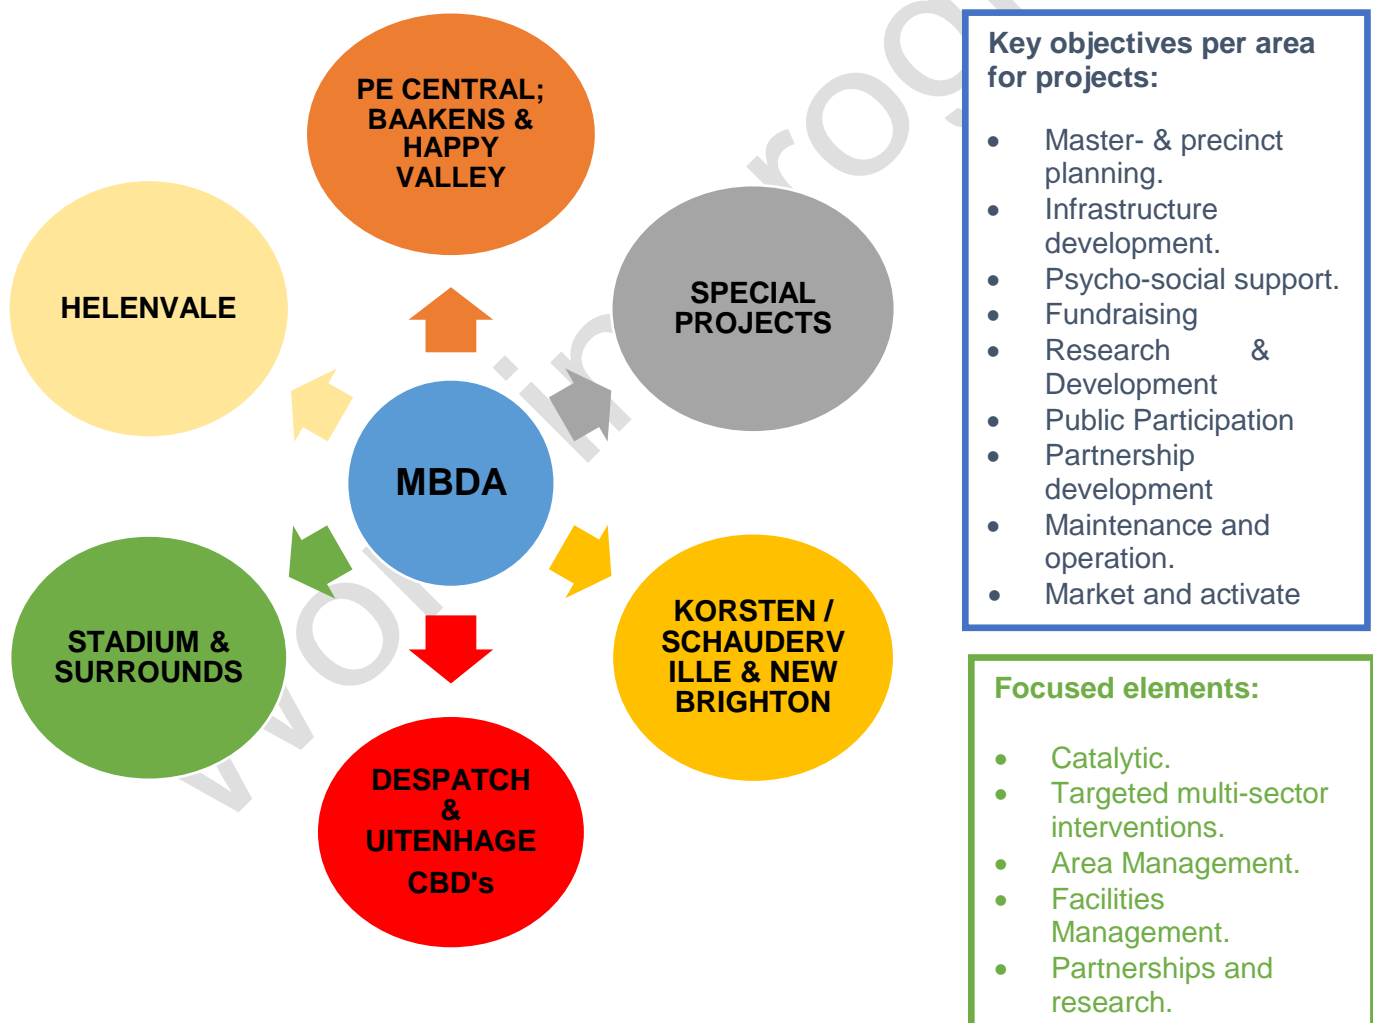 PE CENTRAL;
BAAKENS &
HAPPY
VALLEY
HELENVALE
SPECIAL
PROJECTS
MBDA
STADIUM &
SURROUNDS
KORSTEN /
SCHAUDERV
ILLE & NEW
BRIGHTON
DESPATCH
&
UITENHAGE
CBD's
Key objectives per area
for projects:
• Master- & precinct
planning.
• Infrastructure
development.
• Psycho-social support.
• Fundraising
• Research &
Development
• Public Participation
• Partnership
development
• Maintenance and
operation.
• Market and activate
Focused elements:
• Catalytic.
• Targeted multi-sector
interventions.
• Area Management.
• Facilities
Management.
• Partnerships and
research.